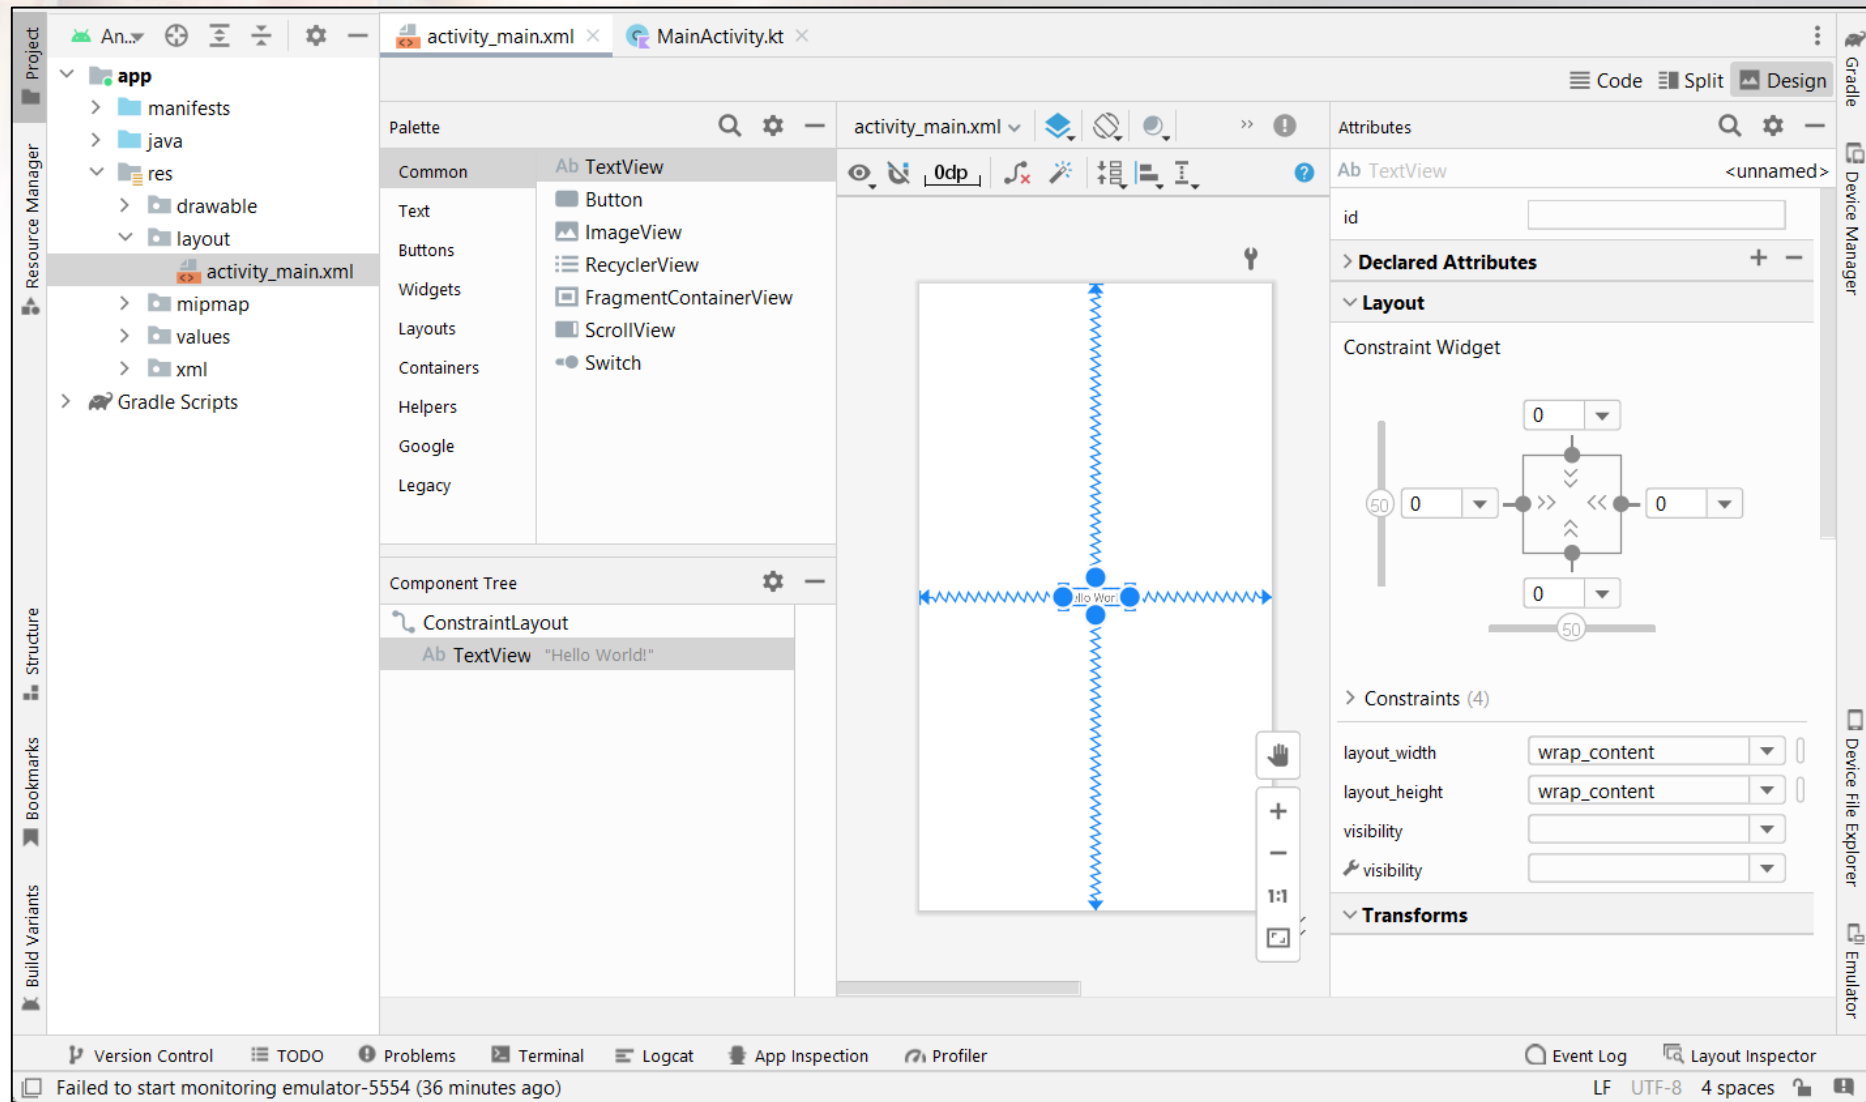 Project
Resource Manager
Structure
Bookmarks
Build Variants
An...
app
manifests
java
res
drawable
layout
activity_main.xml
mipmap
values
xml
Gradle Scripts
activity_main.xml
MainActivity.kt
Code Split Design
Palette
Common
Text
Buttons
Widgets
Layouts
Containers
Helpers
Google
Legacy
Ab TextView
Button
ImageView
RecyclerView
FragmentContainerView
ScrollView
Switch
Component Tree
ConstraintLayout
Ab TextView "Hello World!"
activity_main.xml
0dp
ello Worl
1:1
Attributes
Ab TextView <unnamed>
id
Declared Attributes
Layout
Constraint Widget
0
50 0 0
0
50
Constraints (4)
layout_width wrap_content
layout_height wrap_content
visibility
visibility
Transforms
Gradle
Device Manager
Device File Explorer
Emulator
Version Control TODO Problems Terminal Logcat App Inspection Profiler Event Log Layout Inspector
Failed to start monitoring emulator-5554 (36 minutes ago) LF UTF-8 4 spaces